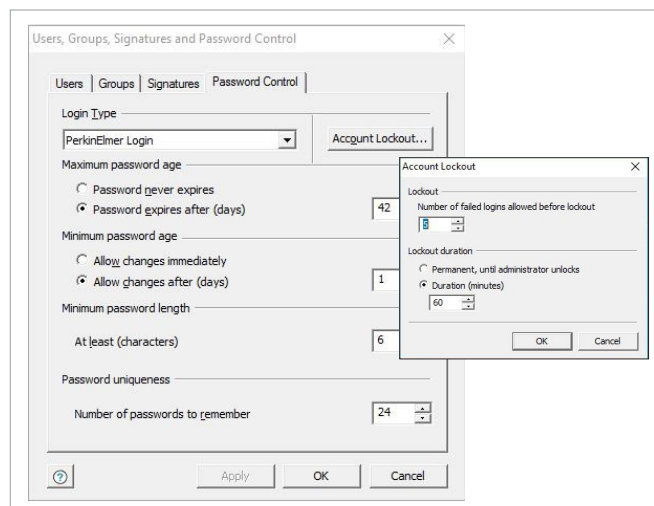 Users, Groups, Signatures and Password Control
Users
Groups
Signatures
Password Control
Login Type
PerkinElmer Login
Account Lockout...
Maximum password age
Password never expires
Password expires after (days)
42
Minimum password age
Allow changes immediately
Allow changes after (days)
1
Minimum password length
At least (characters)
6
Password uniqueness
Number of passwords to remember
24
?
Apply
OK
Cancel
Account Lockout
Lockout
Number of failed logins allowed before lockout
5
Lockout duration
Permanent, until administrator unlocks
Duration (minutes)
60
OK
Cancel